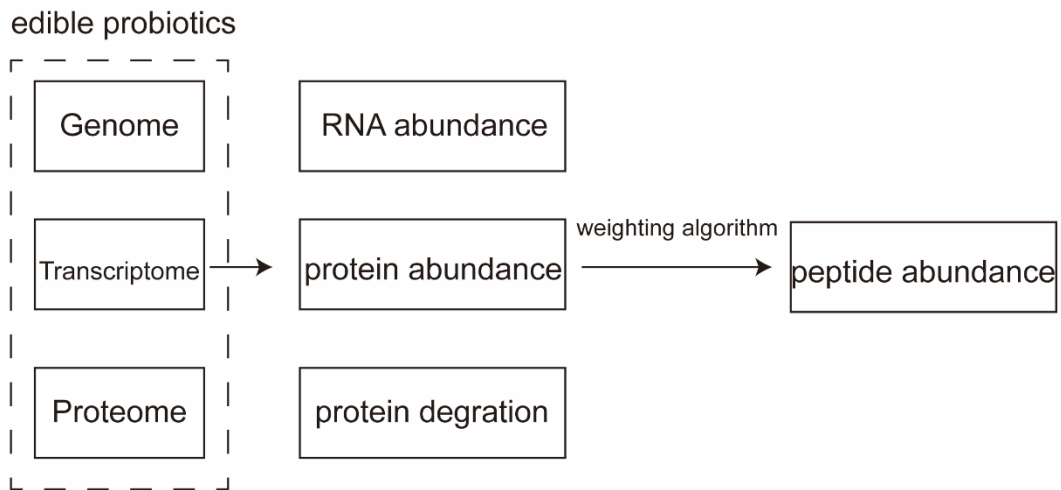 edible probiotics
Genome
RNA abundance
weighting algorithm
Transcriptome
protein abundance
peptide abundance
Proteome
protein degration